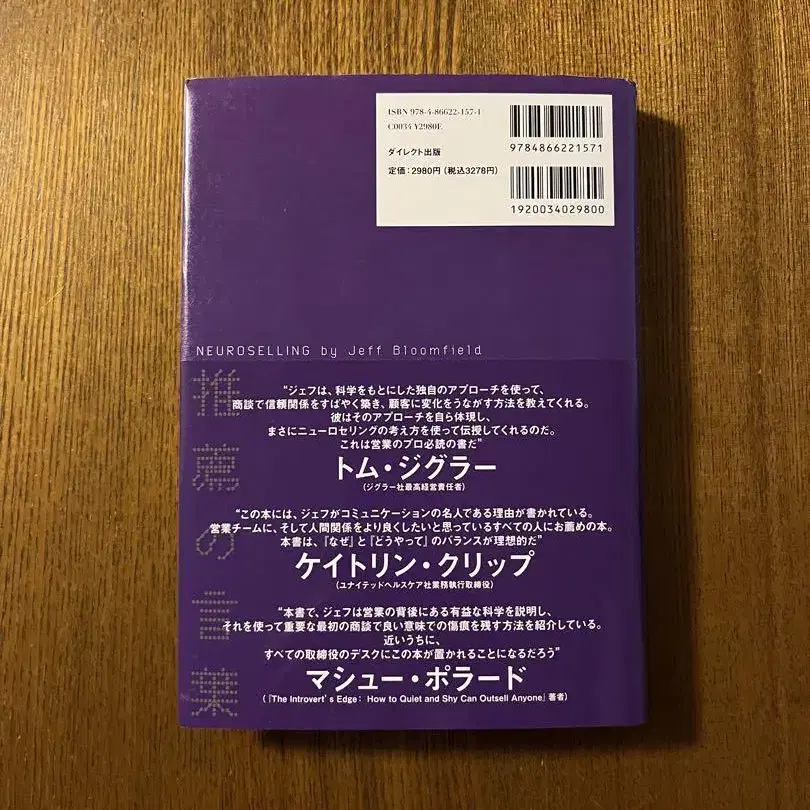 ISBN 978-4-86622-157-1
C0034 ¥2980E
ダイレクト出版
定価：2980円（税込3278円）
9784866221571
1920034029800
NEUROSELLING by Jeff Bloomfield
推薦の言葉
“ジェフは、科学をもとにした独自のアプローチを使って、
商談で信頼関係をすばやく築き、顧客に変化をうながす方法を教えてくれる。
彼はそのアプローチを自ら体現し、
まさにニューロセリングの考え方を使って伝授してくれるのだ。
これは営業のプロ必読の書だ”
トム・ジグラー
（ジグラー社最高経営責任者）
“この本には、ジェフがコミュニケーションの名人である理由が書かれている。
営業チームに、そして人間関係をより良くしたいと思っているすべての人にお薦めの本。
本書は、『なぜ』と『どうやって』のバランスが理想的だ”
ケイトリン・クリップ
（ユナイテッドヘルスケア社業務執行取締役）
“本書で、ジェフは営業の背後にある有益な科学を説明し、
それを使って重要な最初の商談で良い意味での傷痕を残す方法を紹介している。
近いうちに、
すべての取締役のデスクにこの本が置かれることになるだろう”
マシュー・ポラード
（『The Introvert's Edge: How to Quiet and Shy Can Outsell Anyone』著者）